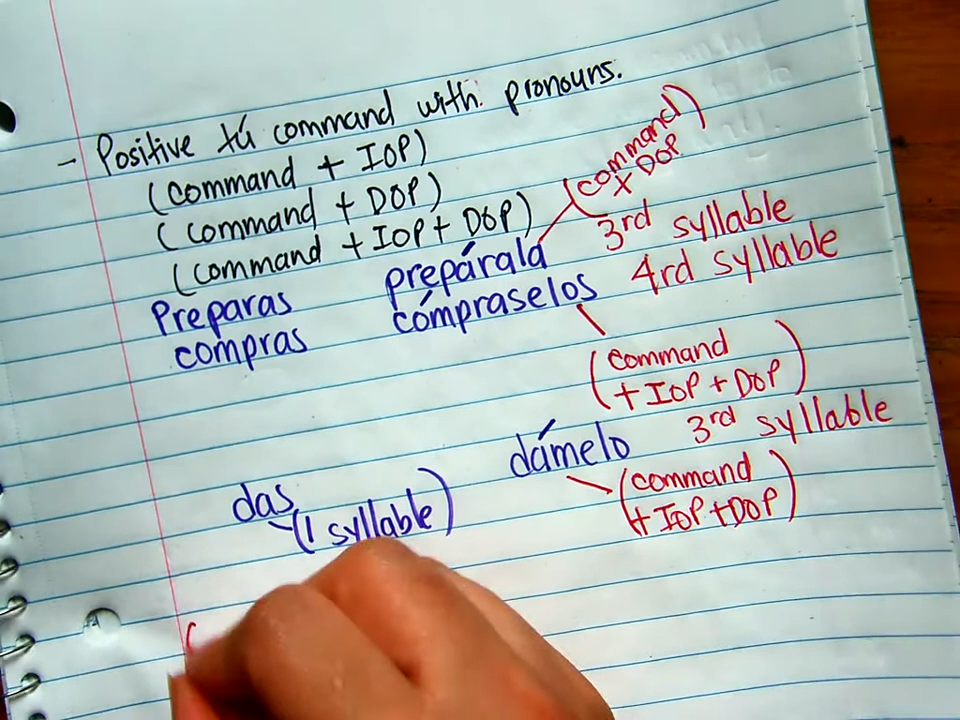 - Positive tú command with pronouns.
(command + IOP)
(command + DOP)
(command + IOP + DOP)
(command
+ DOP)
Preparas prepárala 3rd syllable
compras cómpraselos 4rd syllable
(command
+ IOP + DOP)
das dámelo 3rd syllable
(1 syllable)
(command
+ IOP + DOP)
(